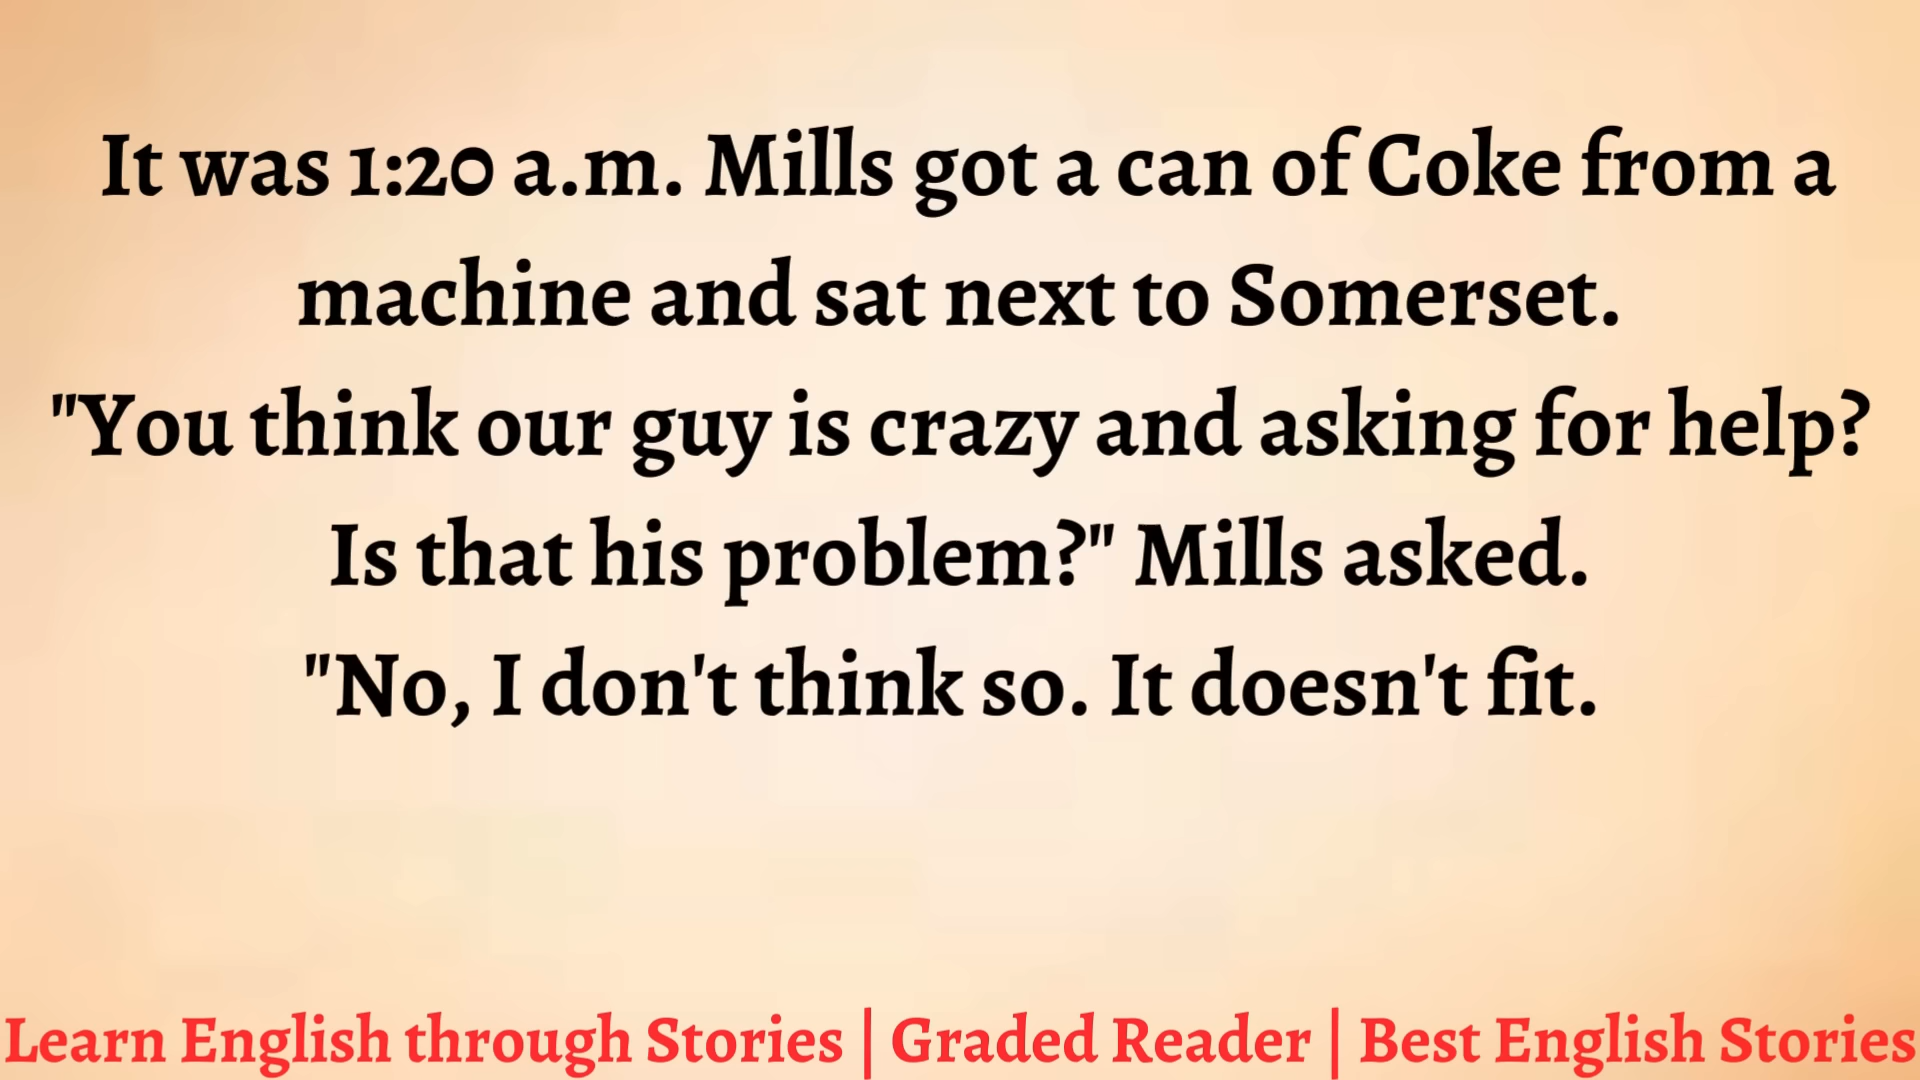 It was 1:20 a.m. Mills got a can of Coke from a
machine and sat next to Somerset.
"You think our guy is crazy and asking for help?
Is that his problem?" Mills asked.
"No, I don't think so. It doesn't fit.
Learn English through Stories | Graded Reader | Best English Stories